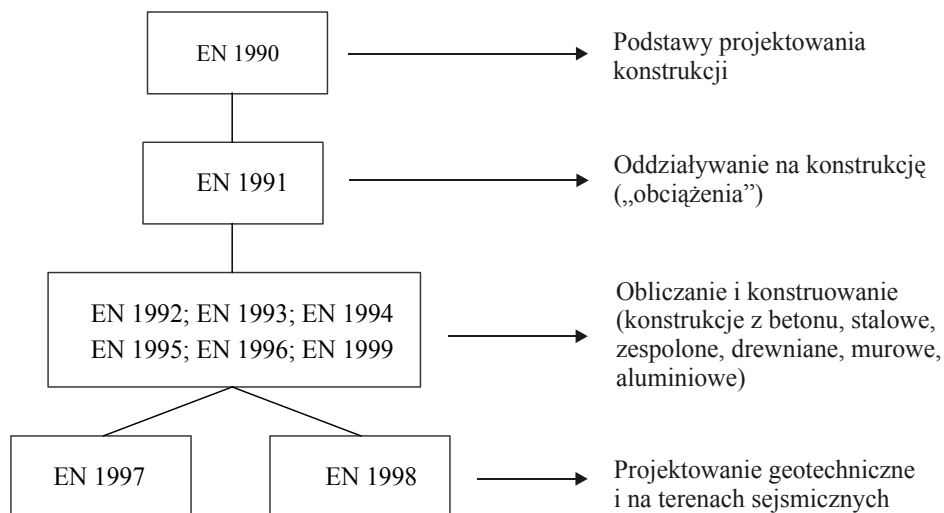 EN 1990
Podstawy projektowania
konstrukcji
EN 1991
Oddziaływanie na konstrukcję
(„obciążenia”)
EN 1992; EN 1993; EN 1994
EN 1995; EN 1996; EN 1999
Obliczanie i konstruowanie
(konstrukcje z betonu, stalowe,
zespolone, drewniane, murowe,
aluminiowe)
EN 1997
EN 1998
Projektowanie geotechniczne
i na terenach sejsmicznych